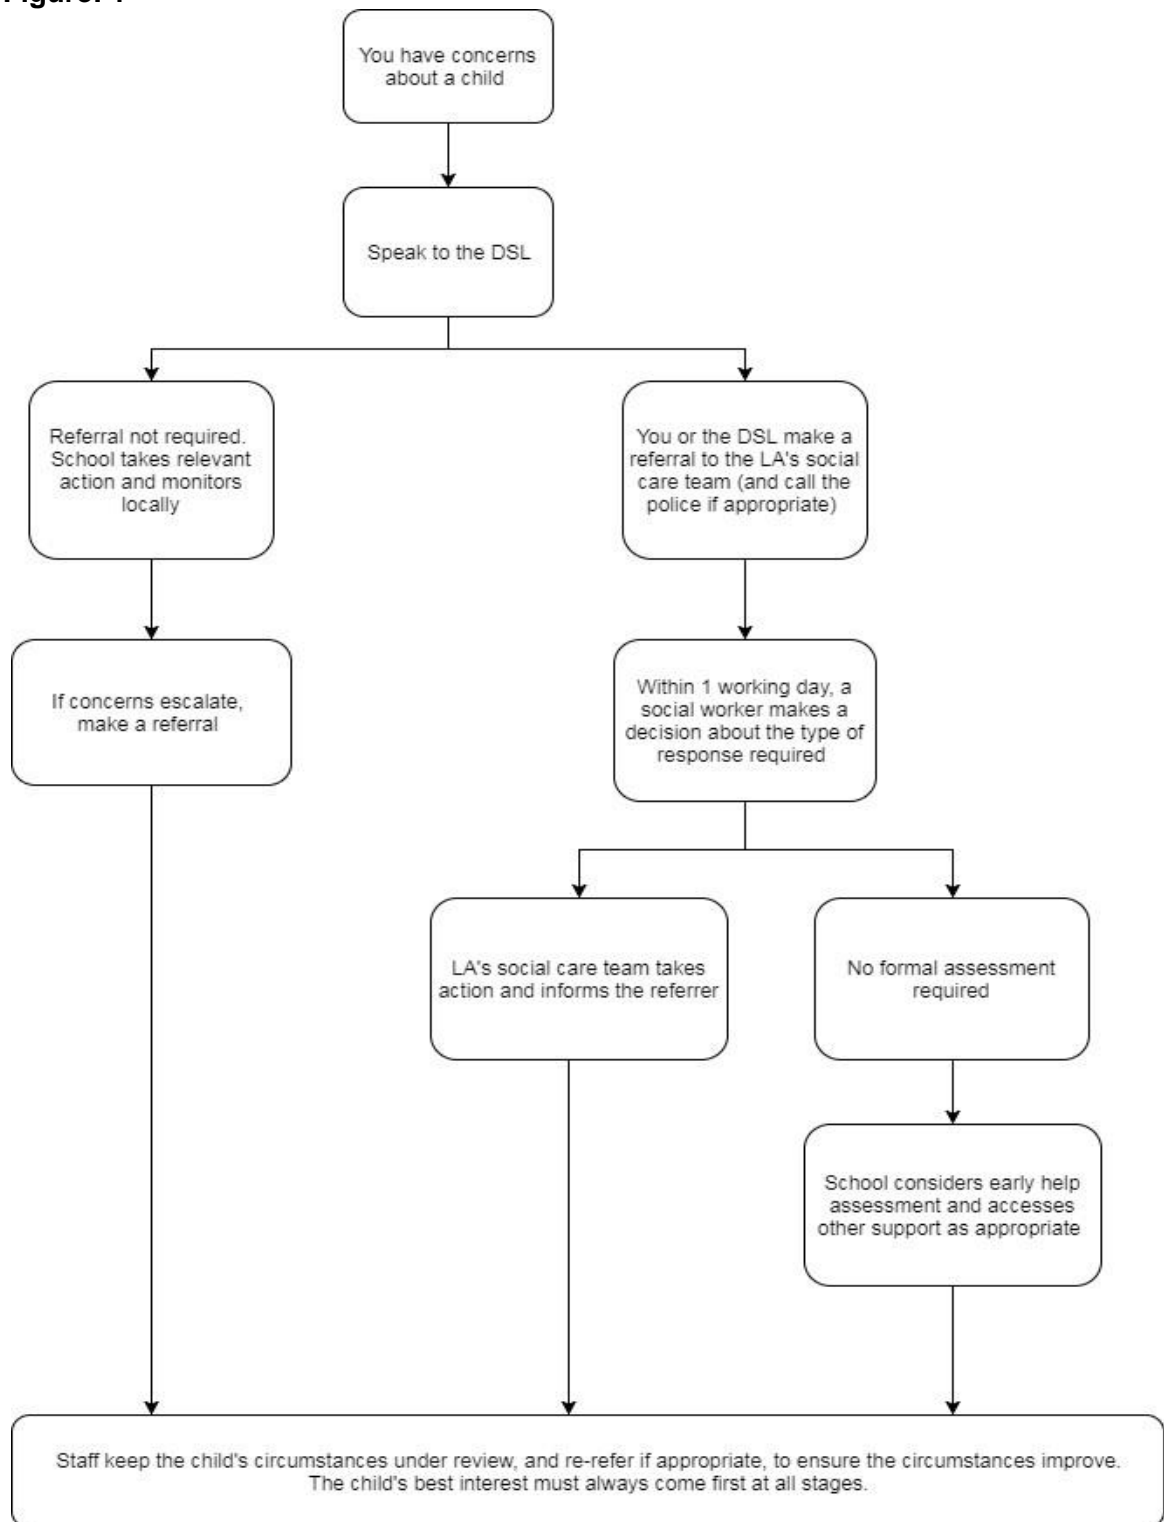 You have concerns
about a child
Speak to the DSL
Referral not required.
School takes relevant
action and monitors
locally
You or the DSL make a
referral to the LA's social
care team (and call the
police if appropriate)
If concerns escalate,
make a referral
Within 1 working day, a
social worker makes a
decision about the type of
response required
LA's social care team takes
action and informs the referrer
No formal assessment
required
School considers early help
assessment and accesses
other support as appropriate
Staff keep the child's circumstances under review, and re-refer if appropriate, to ensure the circumstances improve.
The child's best interest must always come first at all stages.